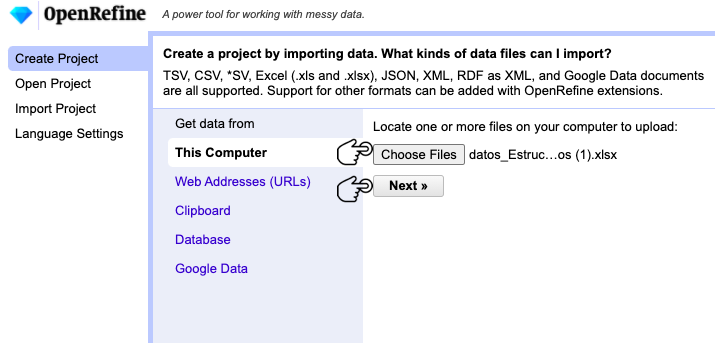 OpenRefine A power tool for working with messy data.
Create Project
Open Project
Import Project
Language Settings
Create a project by importing data. What kinds of data files can I import?
TSV, CSV, *SV, Excel (.xls and .xlsx), JSON, XML, RDF as XML, and Google Data documents
are all supported. Support for other formats can be added with OpenRefine extensions.
Get data from
This Computer
Web Addresses (URLs)
Clipboard
Database
Google Data
Locate one or more files on your computer to upload:
Choose Files datos_Estruc...os (1).xlsx
Next »